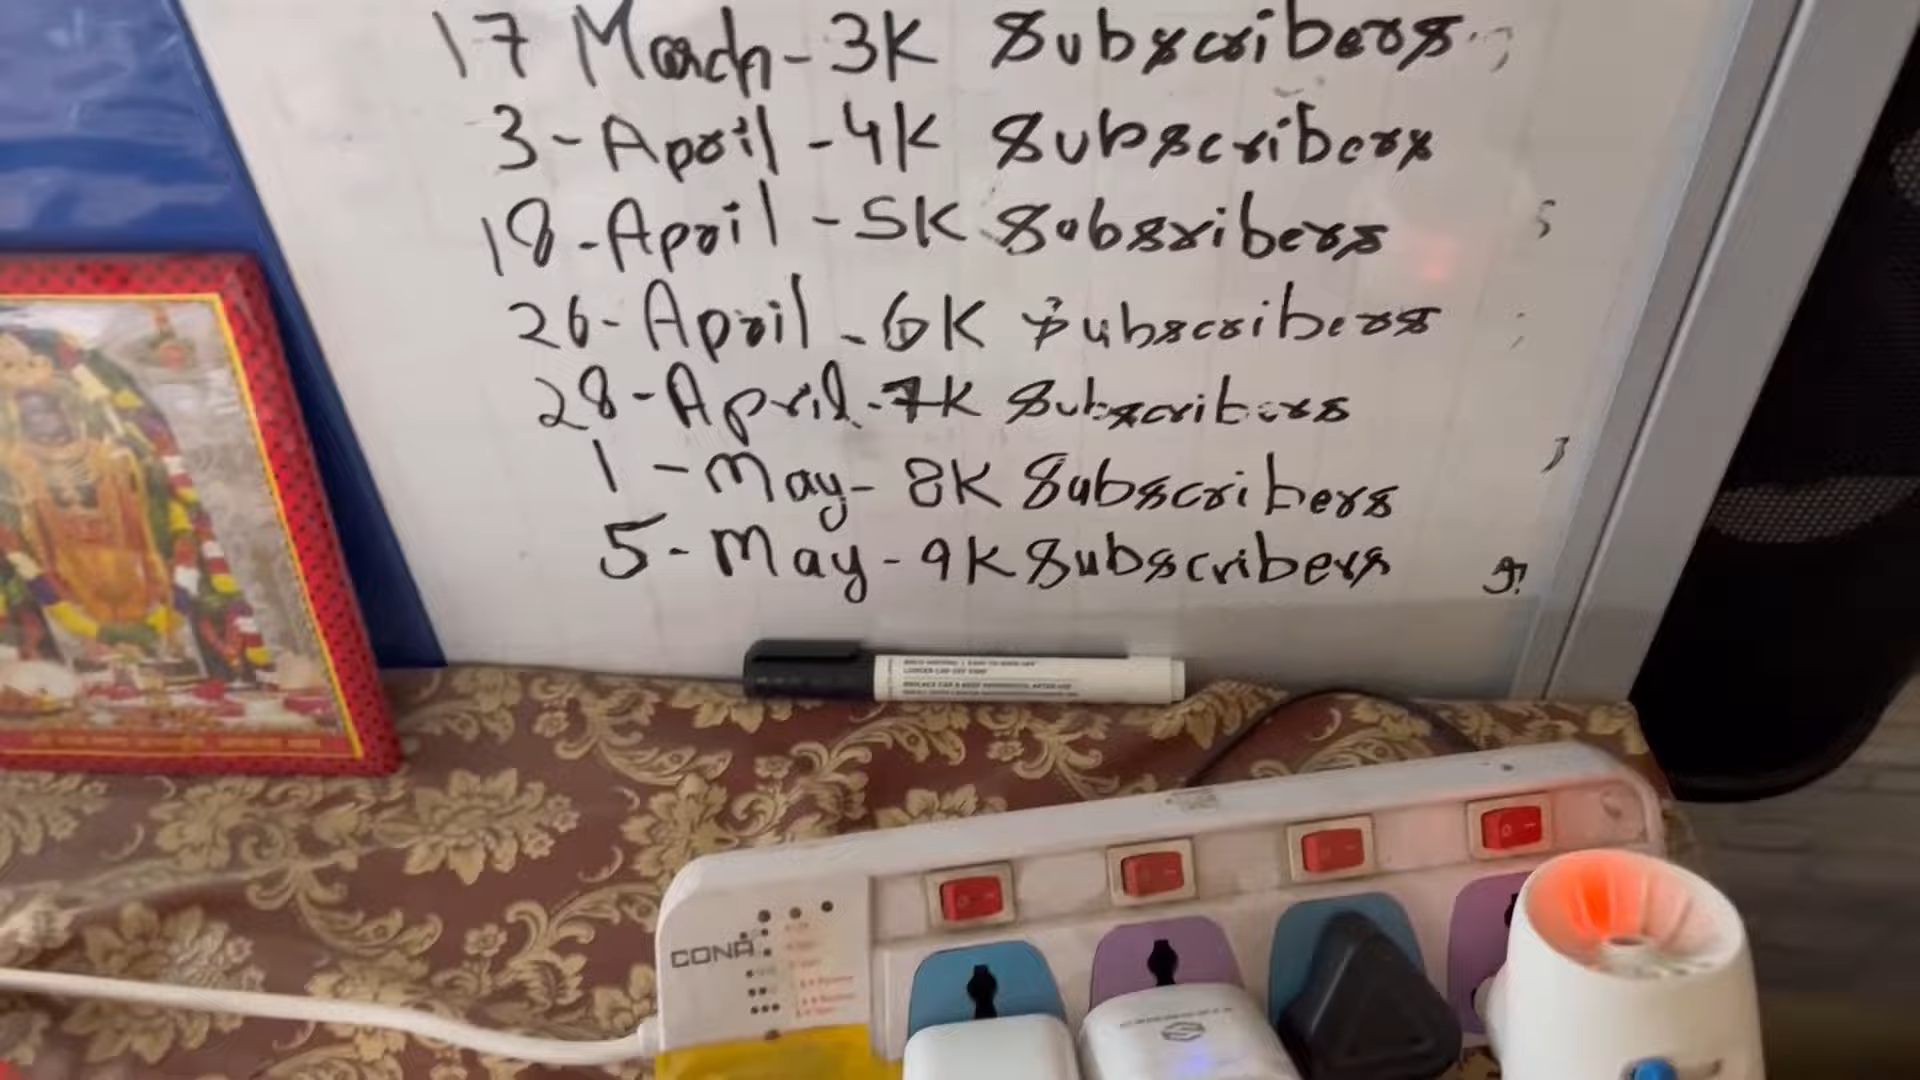 17 March - 3K Subscribers
3 - April - 4K Subscribers
18 - April - 5K Subsribers
26 - April - 6K Subscribers
28 - April - 7K Subscribers
1 - May - 8K Subscribers
5 - May - 9K Subscribers
CONA